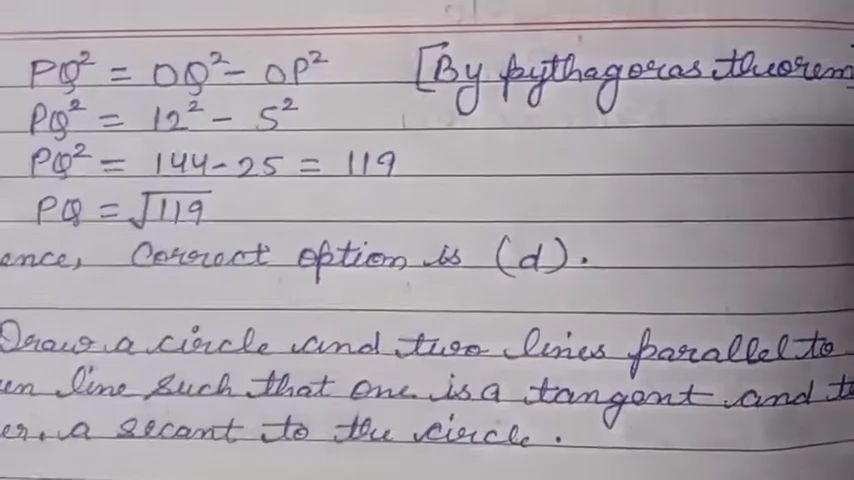 PQ² = OQ² - OP² [By pythagoras theorem
PQ² = 12² - 5²
PQ² = 144 - 25 = 119
PQ = √119
ence, Correct option is (d).
Draw a circle and two lines parallel to
en line such that one is a tangent and t
er, a secant to the circle.